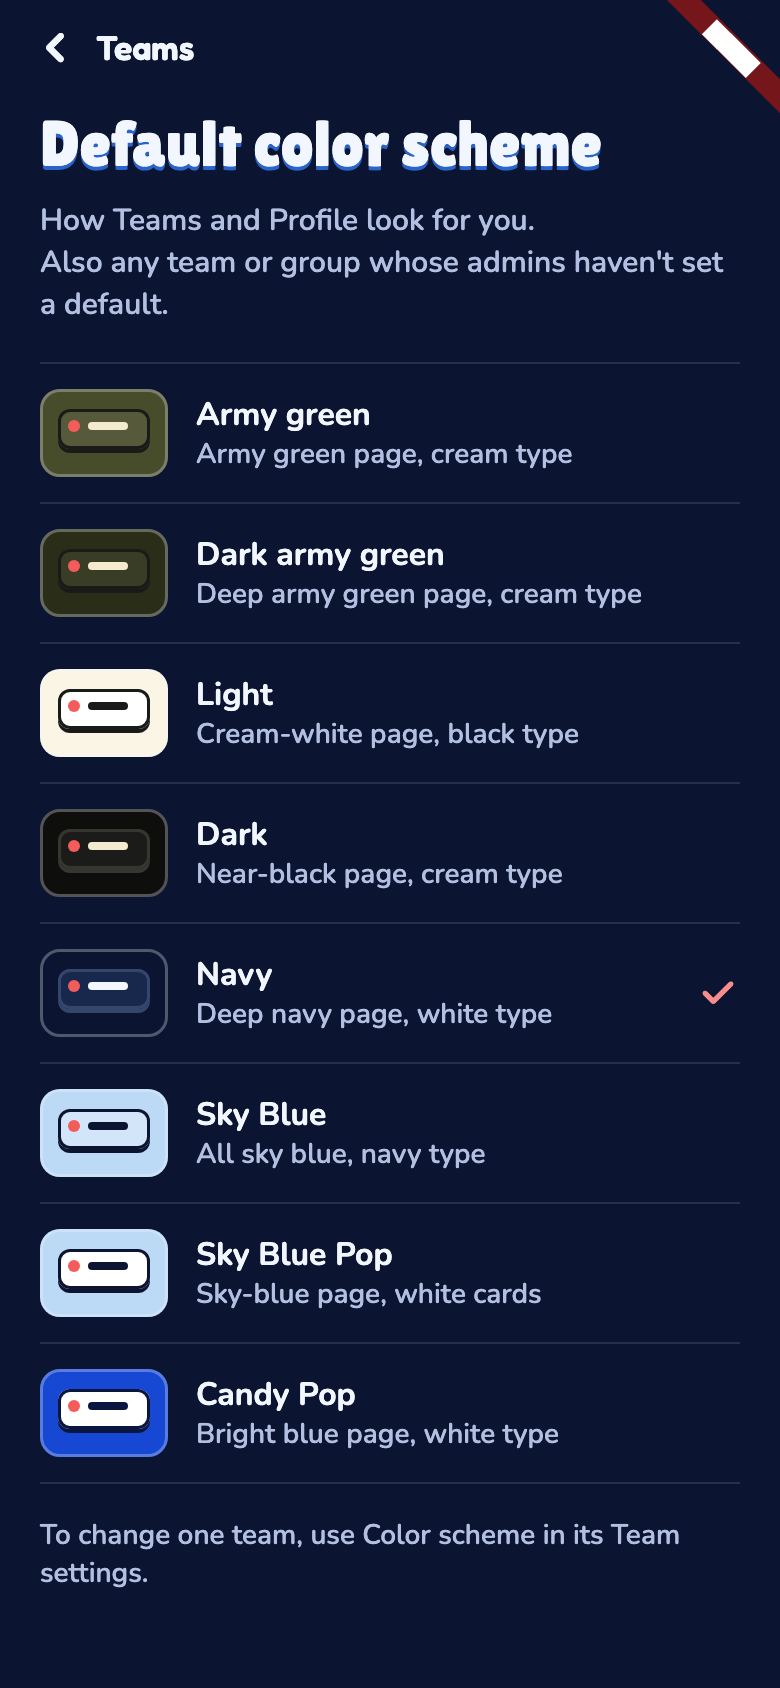 Teams
Default color scheme
How Teams and Profile look for you.
Also any team or group whose admins haven't set
a default.
Army green
Army green page, cream type
Dark army green
Deep army green page, cream type
Light
Cream-white page, black type
Dark
Near-black page, cream type
Navy
Deep navy page, white type
Sky Blue
All sky blue, navy type
Sky Blue Pop
Sky-blue page, white cards
Candy Pop
Bright blue page, white type
To change one team, use Color scheme in its Team
settings.